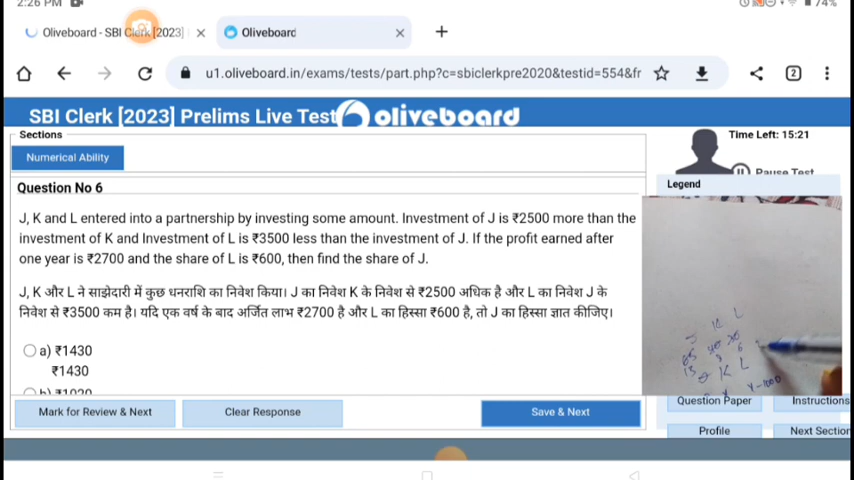 2:26 PM
74%
Oliveboard - SBI Clerk [2023]
Oliveboard
u1.oliveboard.in/exams/tests/part.php?c=sbiclerkpre2020&testid=554&fr
2
SBI Clerk [2023] Prelims Live Test
oliveboard
Sections
Numerical Ability
Time Left: 15:21
Pause Test
Question No 6
Legend
J, K and L entered into a partnership by investing some amount. Investment of J is ₹2500 more than the
investment of K and Investment of L is ₹3500 less than the investment of J. If the profit earned after
one year is ₹2700 and the share of L is ₹600, then find the share of J.
J, K और L ने साझेदारी में कुछ धनराशि का निवेश किया। J का निवेश K के निवेश से ₹2500 अधिक है और L का निवेश J के
निवेश से ₹3500 कम है। यदि एक वर्ष के बाद अर्जित लाभ ₹2700 है और L का हिस्सा ₹600 है, तो J का हिस्सा ज्ञात कीजिए।
a) ₹1430
₹1430
b) ₹1020
J K L
K L
Mark for Review & Next
Clear Response
Save & Next
Question Paper
Instructions
Profile
Next Section